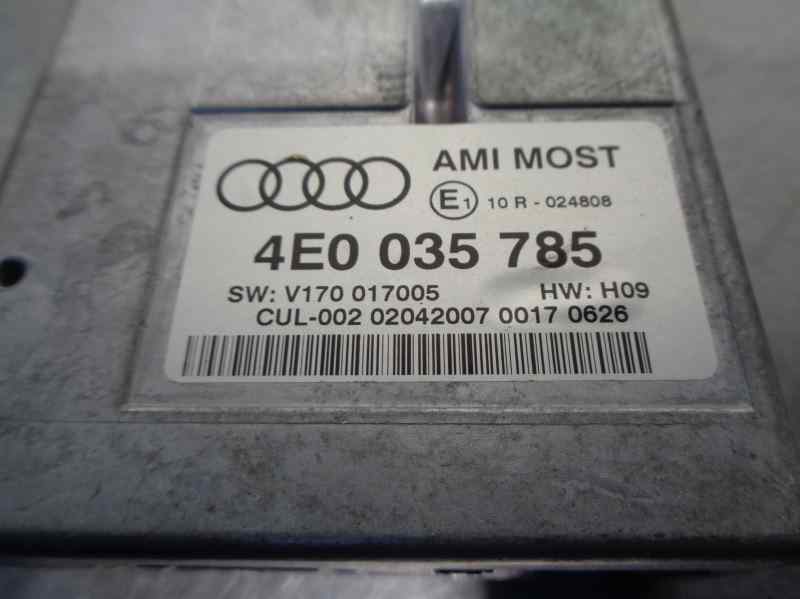 AMI MOST
E1 10 R - 024808
4E0 035 785
SW: V170 017005 HW: H09
CUL-002 02042007 0017 0626